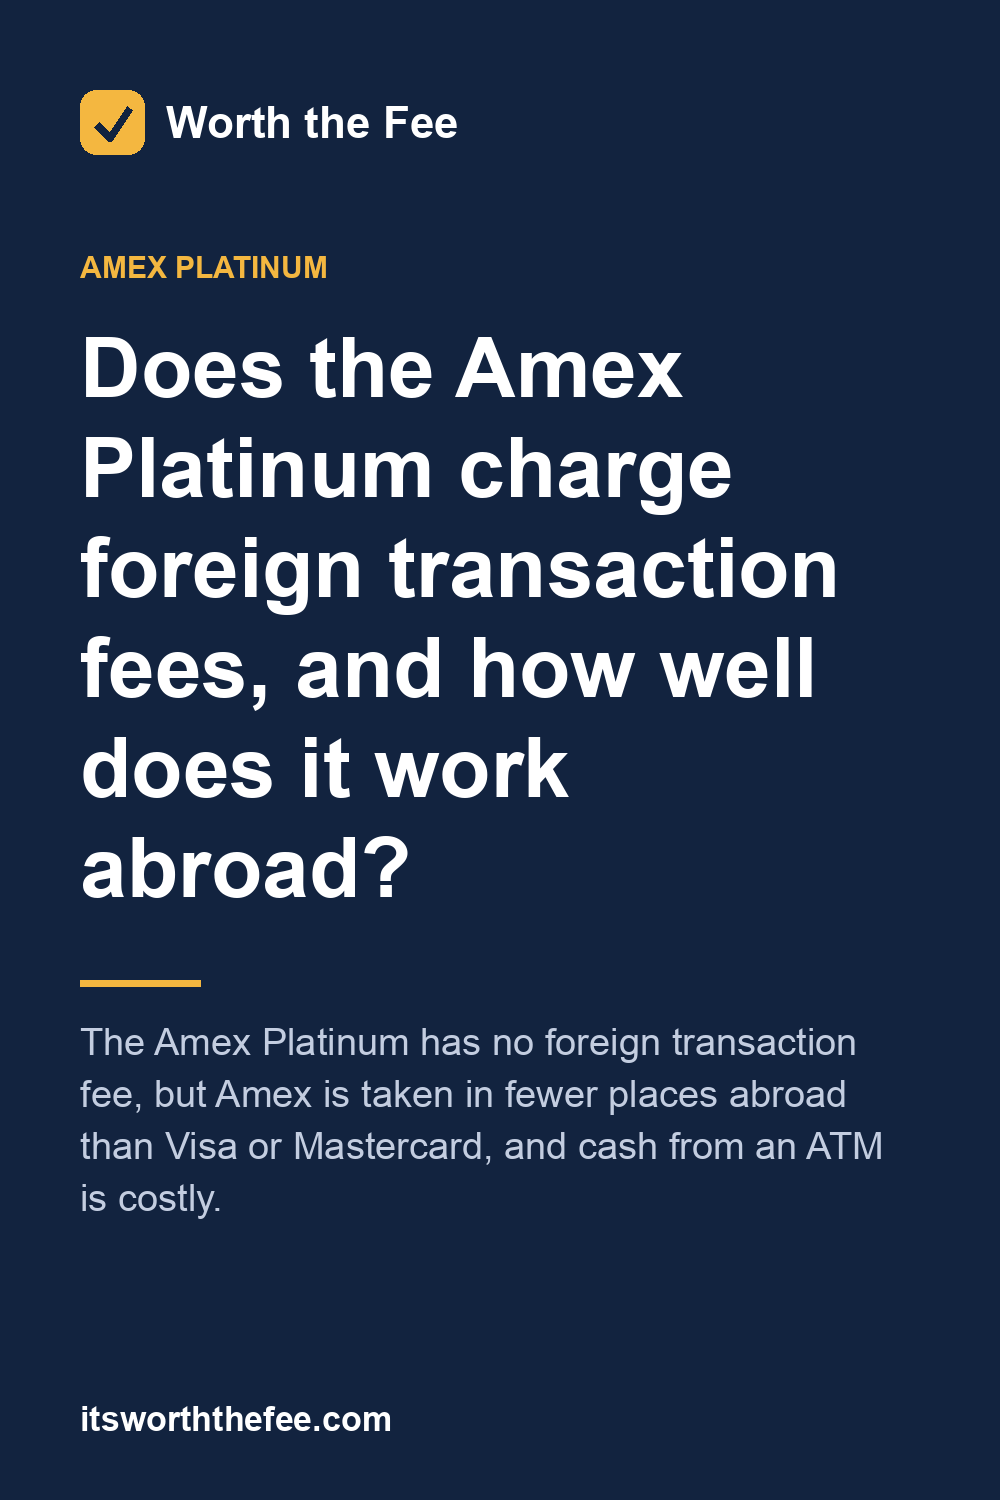 Worth the Fee
AMEX PLATINUM
Does the Amex
Platinum charge
foreign transaction
fees, and how well
does it work
abroad?
The Amex Platinum has no foreign transaction
fee, but Amex is taken in fewer places abroad
than Visa or Mastercard, and cash from an ATM
is costly.
itsworththefee.com